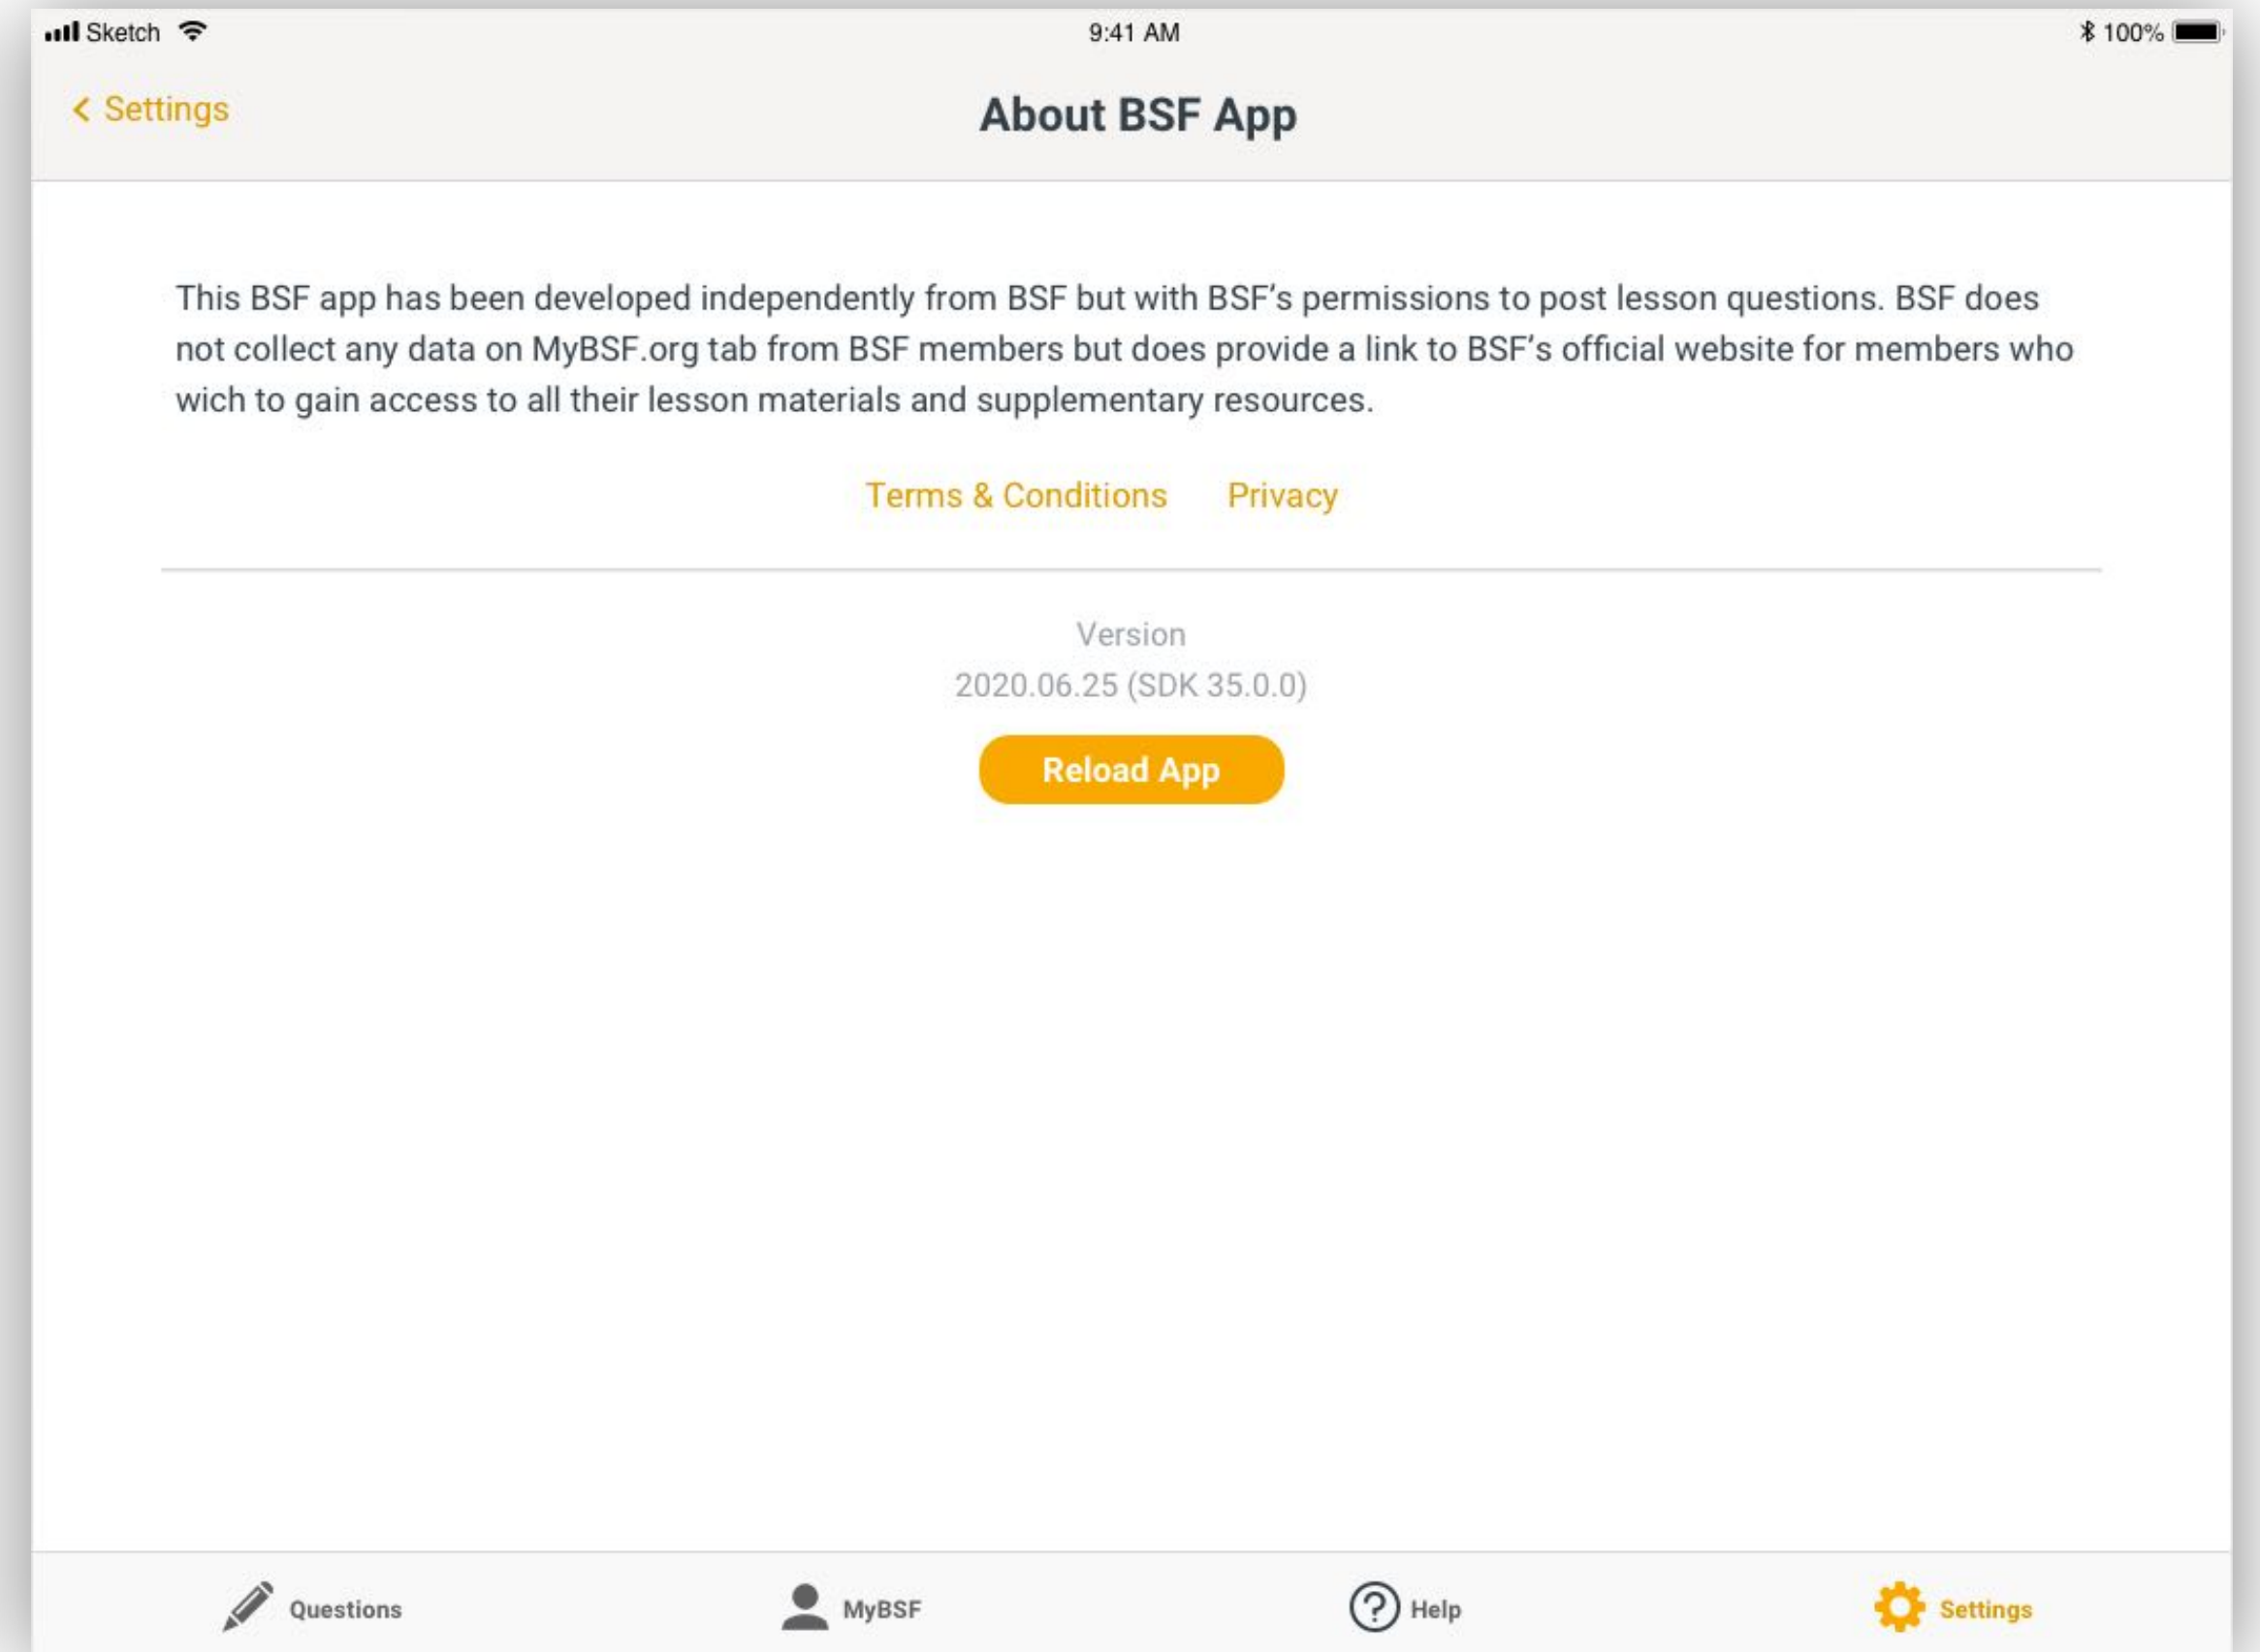 Sketch
9:41 AM
100%
< Settings
About BSF App
This BSF app has been developed independently from BSF but with BSF’s permissions to post lesson questions. BSF does
not collect any data on MyBSF.org tab from BSF members but does provide a link to BSF’s official website for members who
wich to gain access to all their lesson materials and supplementary resources.
Terms & Conditions
Privacy
Version
2020.06.25 (SDK 35.0.0)
Reload App
Questions
MyBSF
Help
Settings